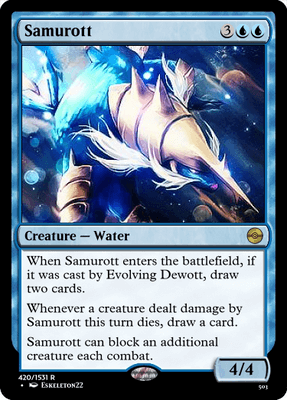 Samurott 3
Creature — Water
When Samurott enters the battlefield, if
it was cast by Evolving Dewott, draw
two cards.
Whenever a creature dealt damage by
Samurott this turn dies, draw a card.
Samurott can block an additional
creature each combat.
4/4
420/1531 R
• Eskeleton22
501